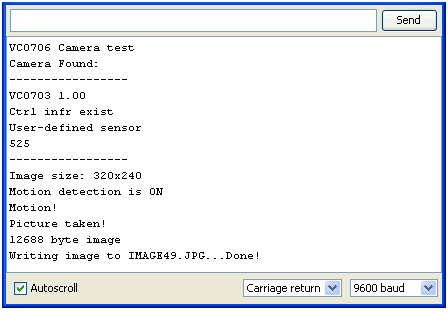 Send
VC0706 Camera test
Camera Found:
----------------
VC0703 1.00
Ctrl infr exist
User-defined sensor
525
----------------
Image size: 320x240
Motion detection is ON
Motion!
Picture taken!
12688 byte image
Writing image to IMAGE49.JPG...Done!
Autoscroll
Carriage return
9600 baud